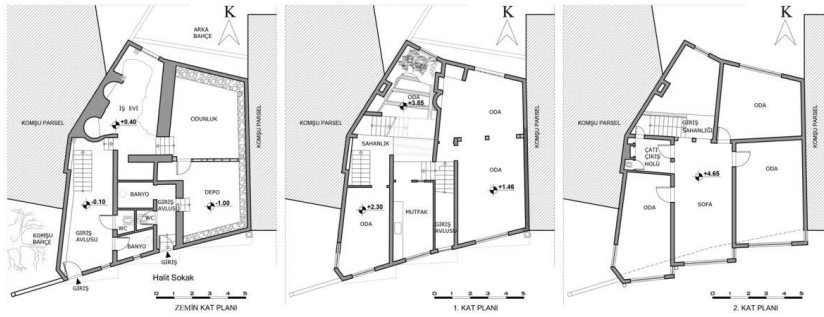 K
ARKA
BAHÇE
KOMŞU PARSEL
İŞ EVİ
+0.40
ODUNLUK
KOMŞU PARSEL
-0.10
BANYO
GİRİŞ
AVLUSU
DEPO
-1.00
WC
WC
KOMŞU
BAHÇE
GİRİŞ
AVLUSU
BANYO
GİRİŞ
Halit Sokak
GİRİŞ
0 1 2 3 4 5
ZEMİN KAT PLANI
K
ODA
+3.85
KOMŞU PARSEL
ODA
KOMŞU PARSEL
SAHANLIK
ODA
+1.46
+2.30
ODA
MUTFAK
GİRİŞ
AVLUSU
0 1 2 3 4 5
1. KAT PLANI
K
ODA
GİRİŞ
SAHANLIĞI
KOMŞU PARSEL
KOMŞU PARSEL
ÇATI
ÇIKIŞ
HOLÜ
+4.65
ODA
ODA
SOFA
0 1 2 3 4 5
2. KAT PLANI